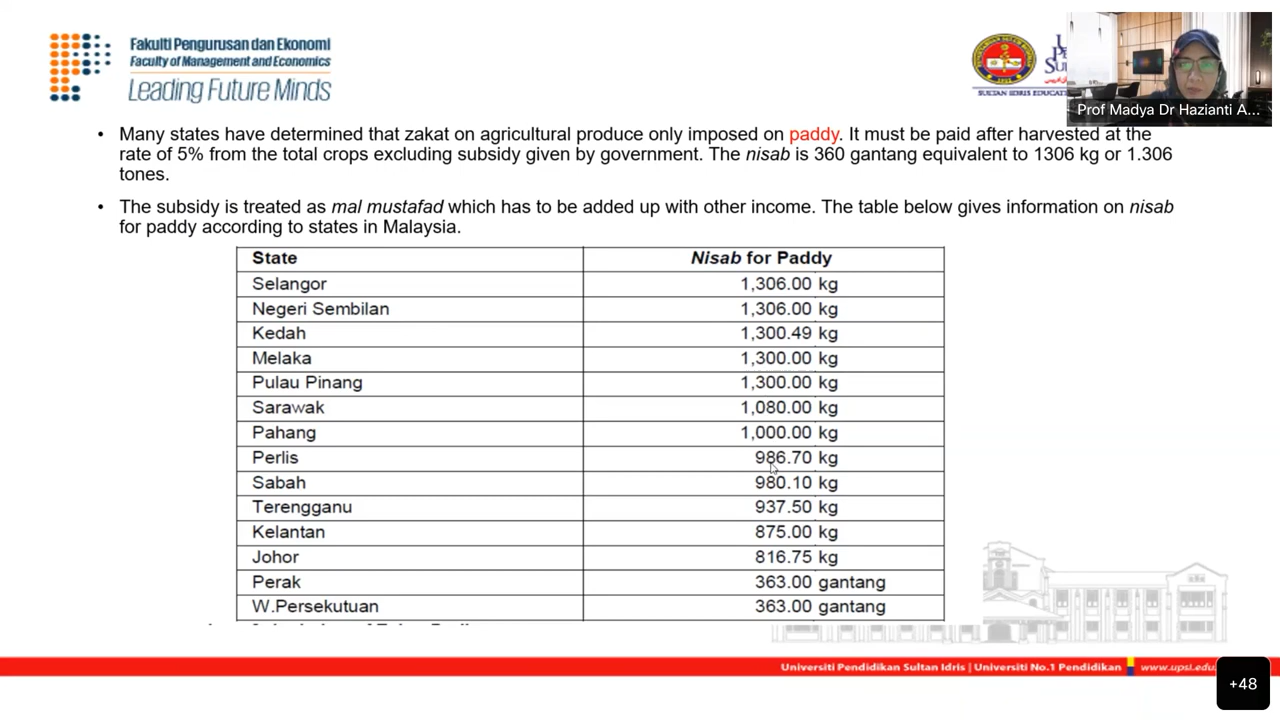 Fakulti Pengurusan dan Ekonomi
Faculty of Management and Economics
Leading Future Minds
SULTAN IDRIS EDUCAT
Prof Madya Dr Hazianti A...
• Many states have determined that zakat on agricultural produce only imposed on paddy. It must be paid after harvested at the
rate of 5% from the total crops excluding subsidy given by government. The nisab is 360 gantang equivalent to 1306 kg or 1.306
tones.
• The subsidy is treated as mal mustafad which has to be added up with other income. The table below gives information on nisab
for paddy according to states in Malaysia.
State Nisab for Paddy
Selangor 1,306.00 kg
Negeri Sembilan 1,306.00 kg
Kedah 1,300.49 kg
Melaka 1,300.00 kg
Pulau Pinang 1,300.00 kg
Sarawak 1,080.00 kg
Pahang 1,000.00 kg
Perlis 986.70 kg
Sabah 980.10 kg
Terengganu 937.50 kg
Kelantan 875.00 kg
Johor 816.75 kg
Perak 363.00 gantang
W.Persekutuan 363.00 gantang
Universiti Pendidikan Sultan Idris | Universiti No.1 Pendidikan www.upsi.edu
+48